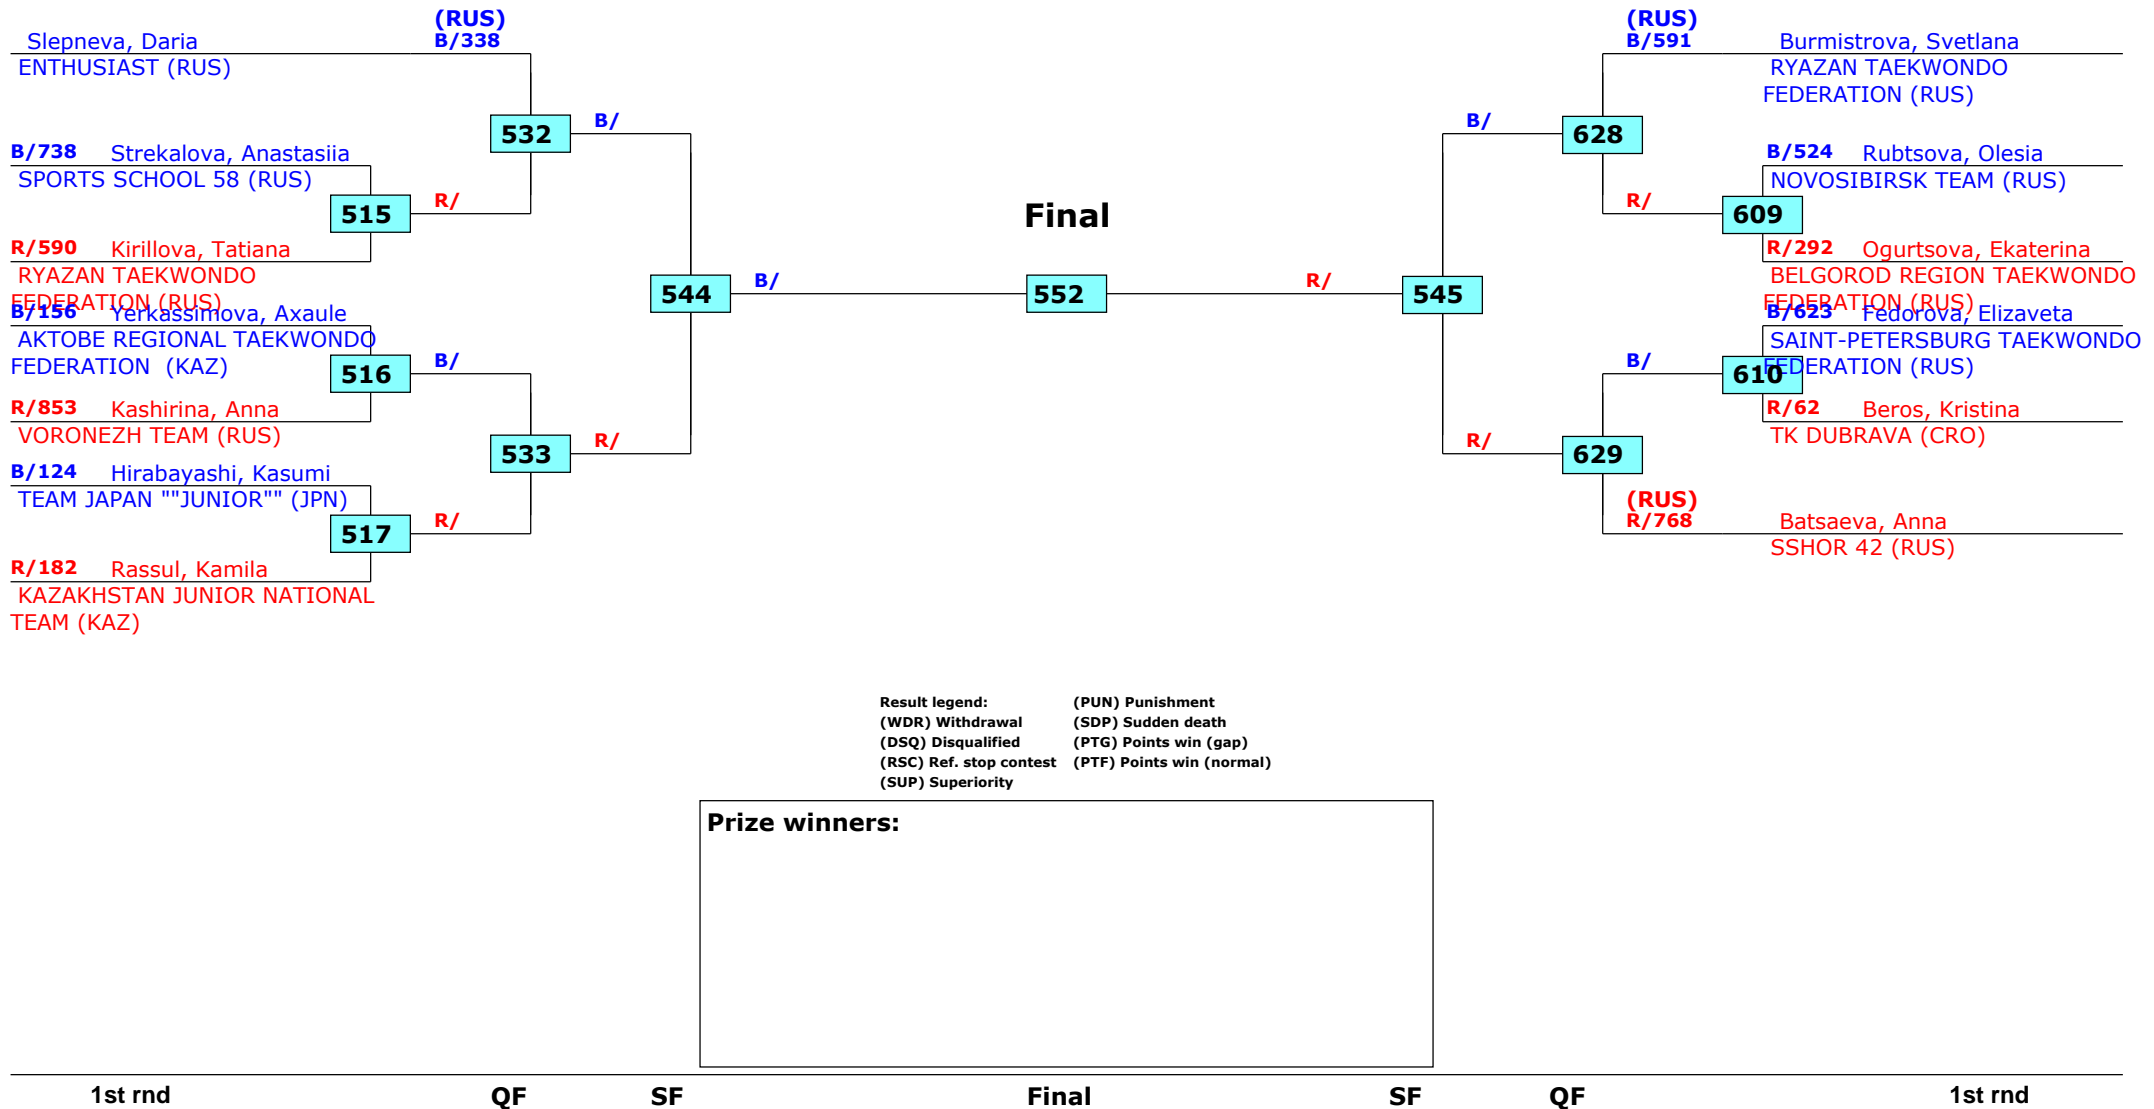 (RUS)
Slepneva, Daria B/338
ENTHUSIAST (RUS)
532
B/
B/738 Strekalova, Anastasiia
SPORTS SCHOOL 58 (RUS)
515
R/
R/590 Kirillova, Tatiana
RYAZAN TAEKWONDO
FEDERATION (RUS)
544
B/
B/156 Yerkassimova, Axaule
AKTOBE REGIONAL TAEKWONDO
FEDERATION (KAZ)
516
B/
R/853 Kashirina, Anna
VORONEZH TEAM (RUS)
533
R/
B/124 Hirabayashi, Kasumi
TEAM JAPAN ""JUNIOR"" (JPN)
517
R/
R/182 Rassul, Kamila
KAZAKHSTAN JUNIOR NATIONAL
TEAM (KAZ)
Final
552
(RUS)
B/591 Burmistrova, Svetlana
RYAZAN TAEKWONDO
FEDERATION (RUS)
B/
628
B/524 Rubtsova, Olesia
NOVOSIBIRSK TEAM (RUS)
R/
609
R/292 Ogurtsova, Ekaterina
BELGOROD REGION TAEKWONDO
FEDERATION (RUS)
R/
545
B/623 Fedorova, Elizaveta
SAINT-PETERSBURG TAEKWONDO
FEDERATION (RUS)
B/
610
R/62 Beros, Kristina
TK DUBRAVA (CRO)
R/
629
(RUS)
R/768 Batsaeva, Anna
SSHOR 42 (RUS)
Result legend: (PUN) Punishment
(WDR) Withdrawal (SDP) Sudden death
(DSQ) Disqualified (PTG) Points win (gap)
(RSC) Ref. stop contest (PTF) Points win (normal)
(SUP) Superiority
Prize winners:
1st rnd QF SF Final SF QF 1st rnd